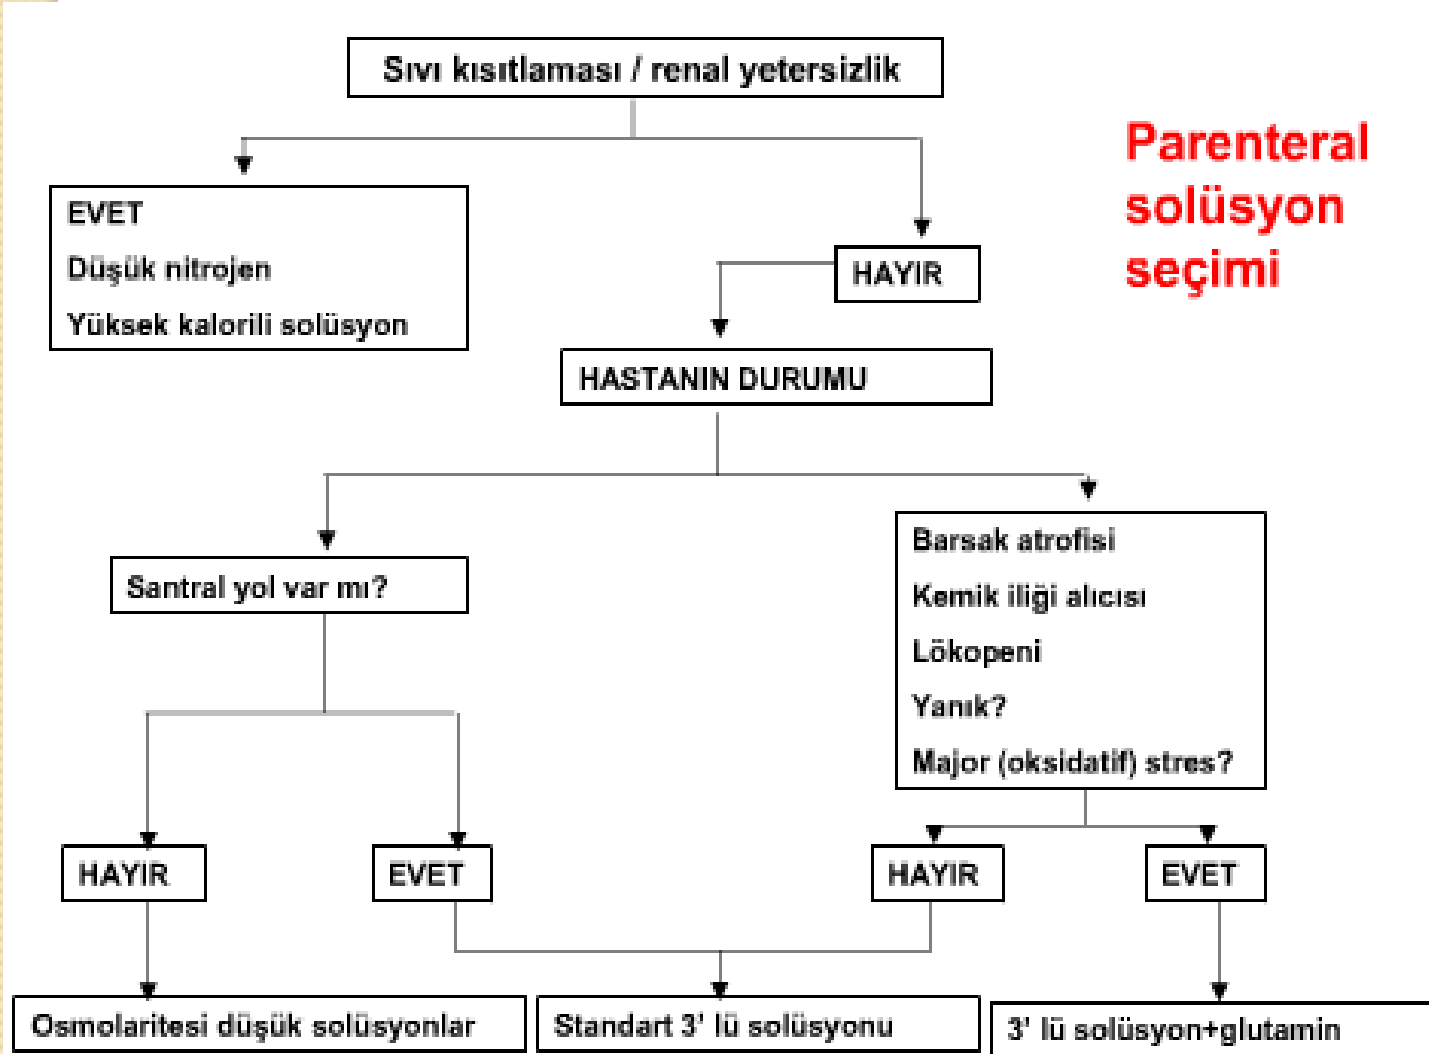 Sıvı kısıtlaması / renal yetersizlik
Parenteral
solüsyon
seçimi
EVET
Düşük nitrojen
Yüksek kalorili solüsyon
HAYIR
HASTANIN DURUMU
Santral yol var mı?
Barsak atrofisi
Kemik iliği alıcısı
Lökopeni
Yanık?
Major (oksidatif) stres?
HAYIR
EVET
HAYIR
EVET
Osmolaritesi düşük solüsyonlar
Standart 3' lü solüsyonu
3' lü solüsyon+glutamin